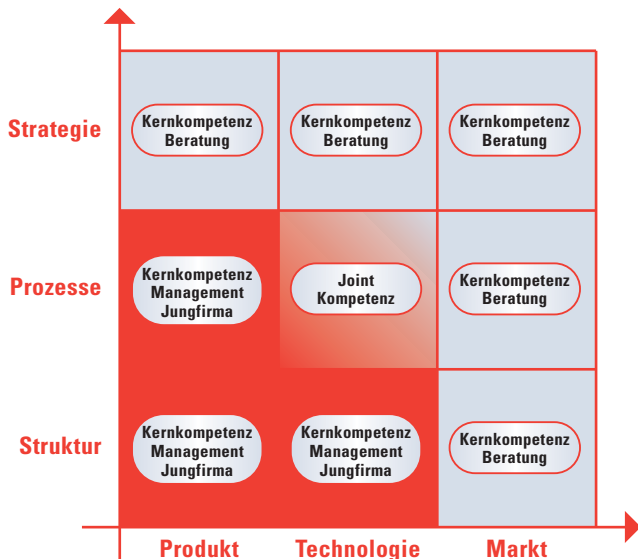 Strategie
Kernkompetenz
Beratung
Kernkompetenz
Beratung
Kernkompetenz
Beratung
Prozesse
Kernkompetenz
Management
Jungfirma
Joint
Kompetenz
Kernkompetenz
Beratung
Struktur
Kernkompetenz
Management
Jungfirma
Kernkompetenz
Management
Jungfirma
Kernkompetenz
Beratung
Produkt
Technologie
Markt